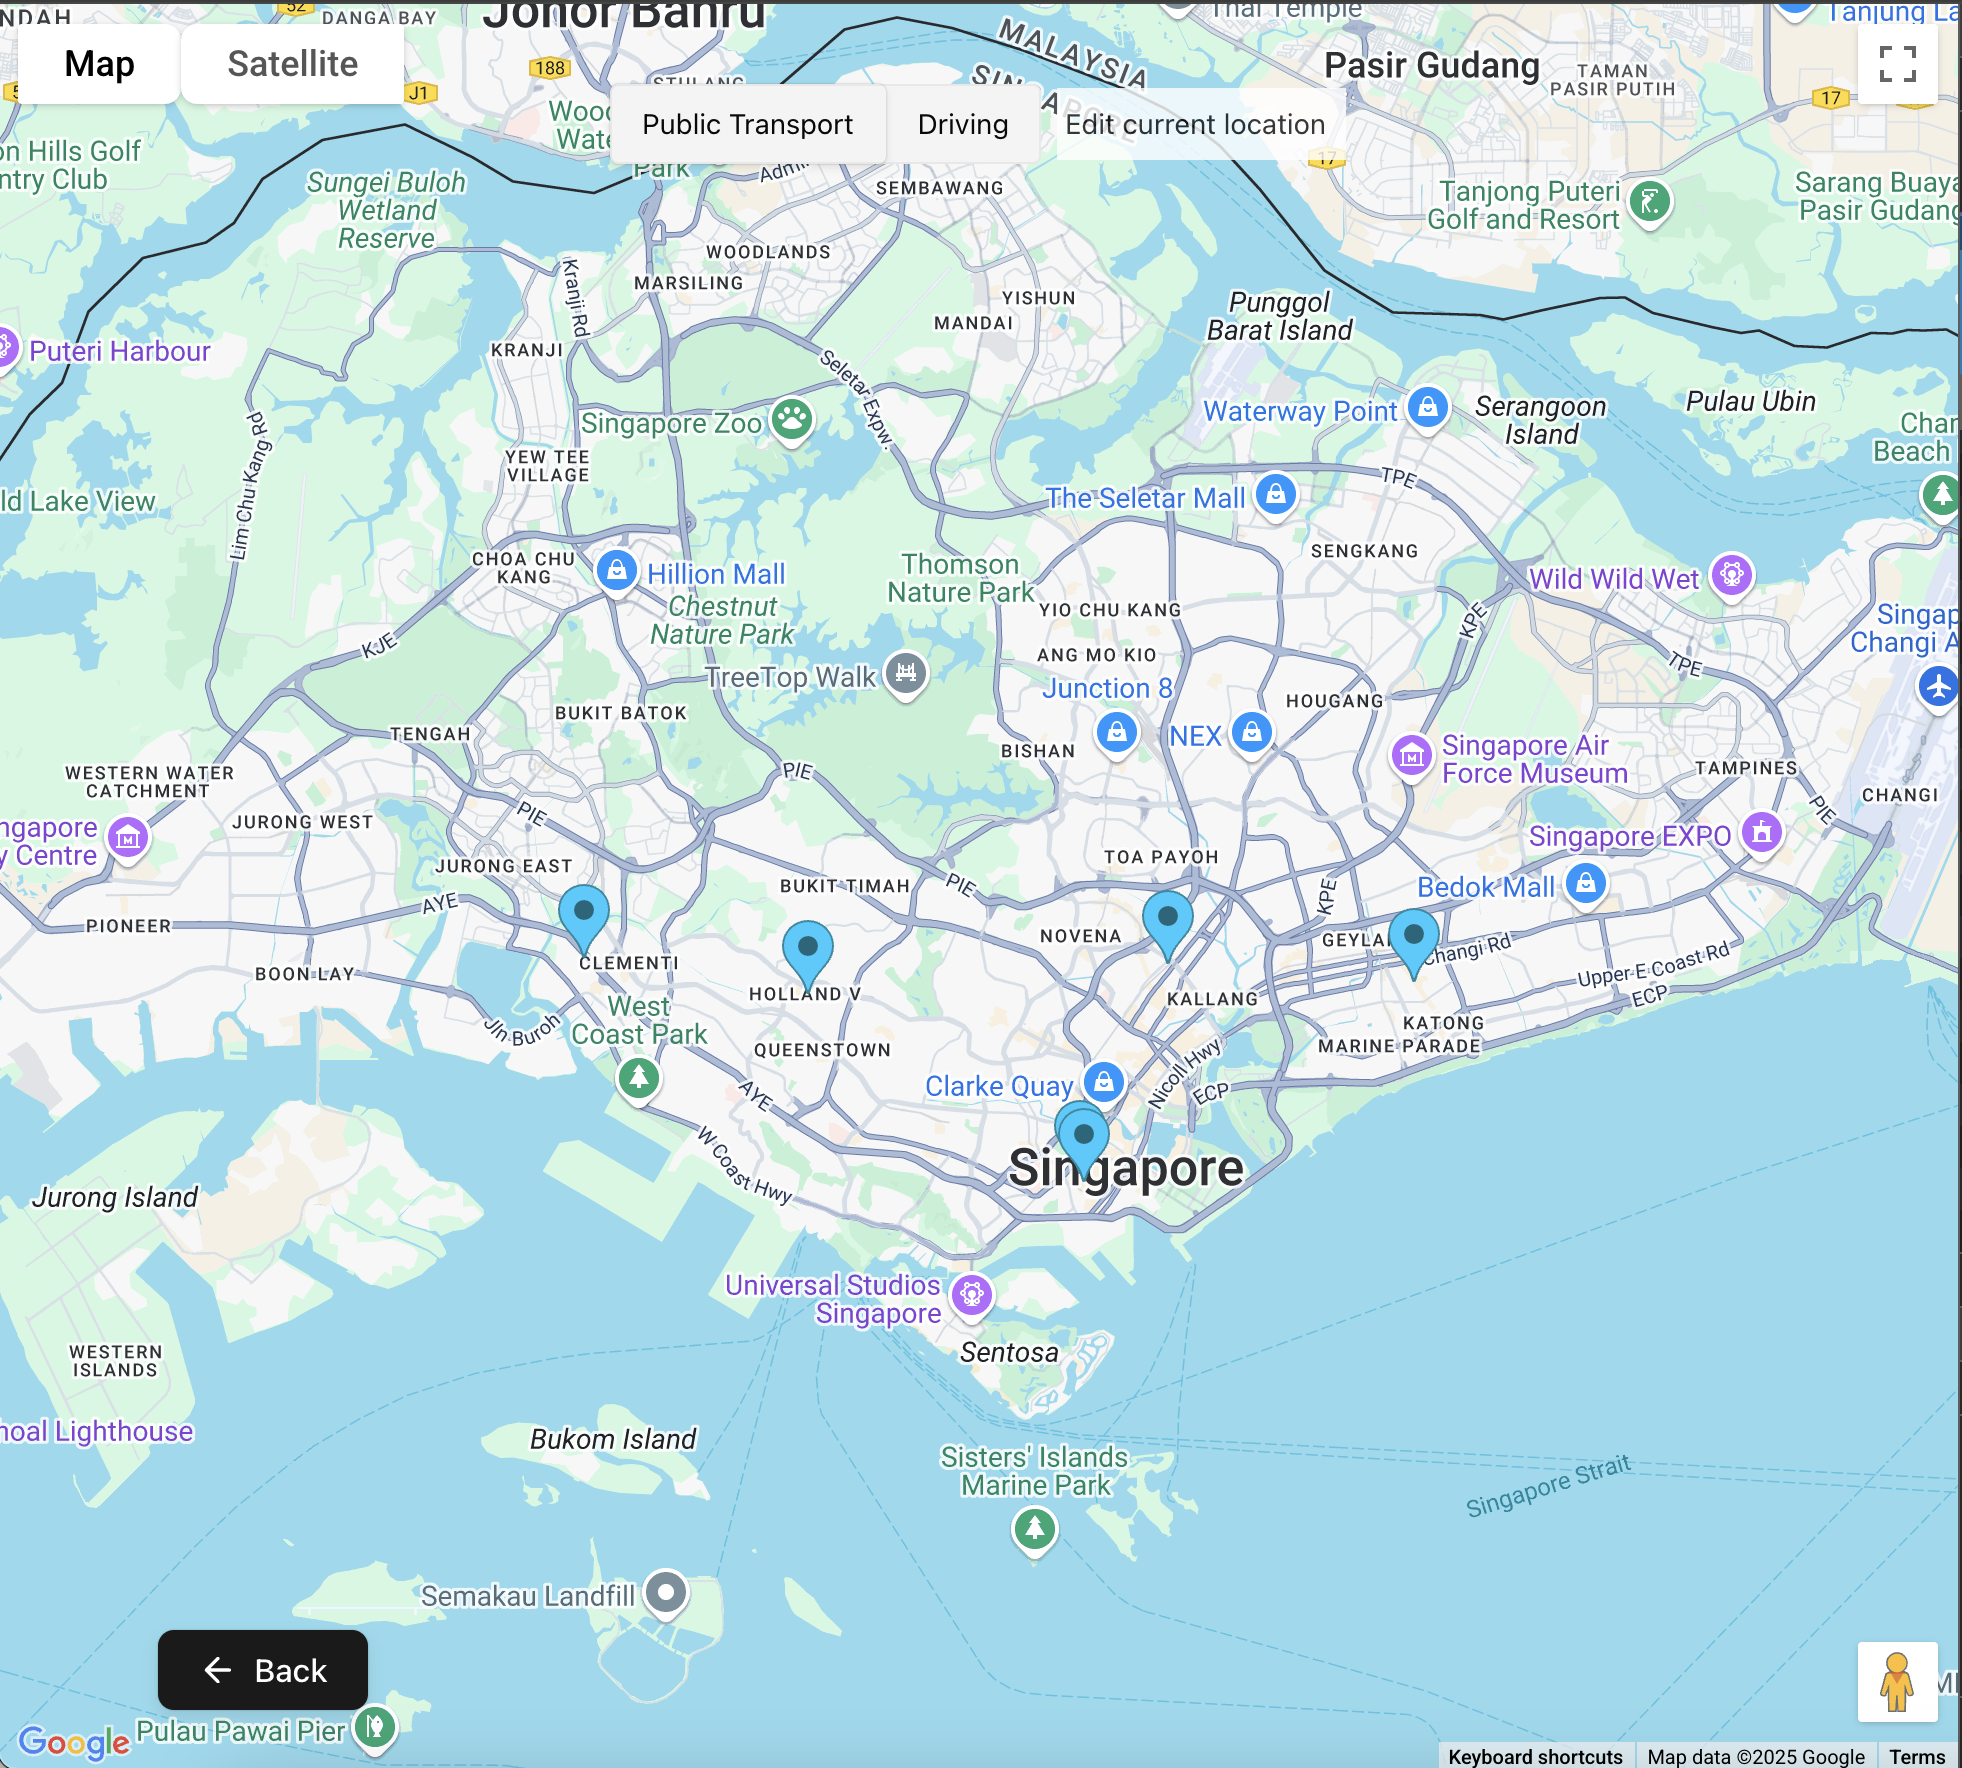 NDAH
52
DANGA BAY
Johor Bahru
Thai Temple
Tanjung La
Map
Satellite
188
J1
STULANG
MALAYSIA
Pasir Gudang
TAMAN
PASIR PUTIH
17
Public Transport
Driving
Edit current location
17
Park
SEMBAWANG
on Hills Golf
ntry Club
Sungei Buloh
Wetland
Reserve
Tanjong Puteri
Golf and Resort
Sarang Buaya
Pasir Gudang
WOODLANDS
MARSILING
Kranji Rd
YISHUN
MANDAI
Punggol
Barat Island
Puteri Harbour
KRANJI
Seletar Expw.
Singapore Zoo
Waterway Point
Serangoon
Island
Pulau Ubin
Beach
Lim Chu Kang Rd
YEW TEE
VILLAGE
ld Lake View
The Seletar Mall
TPE
CHOA CHU
KANG
Hillion Mall
Chestnut
Nature Park
Thomson
Nature Park
SENGKANG
Wild Wild Wet
KJE
YIO CHU KANG
KPE
Singap
Changi A
TreeTop Walk
ANG MO KIO
TPE
Junction 8
HOUGANG
BUKIT BATOK
TENGAH
NEX
BISHAN
Singapore Air
Force Museum
TAMPINES
WESTERN WATER
CATCHMENT
PIE
CHANGI
PIE
PIE
JURONG WEST
ngapore
y Centre
Singapore EXPO
JURONG EAST
TOA PAYOH
BUKIT TIMAH
PIE
KPE
Bedok Mall
AYE
PIONEER
NOVENA
Changi Rd
CLEMENTI
Upper E Coast Rd
BOON LAY
HOLLAND V
KALLANG
ECP
West
Coast Park
Jln Buroh
KATONG
MARINE PARADE
QUEENSTOWN
AYE
Clarke Quay
Nicoll Hwy
ECP
W Coast Hwy
Singapore
Jurong Island
Universal Studios
Singapore
Sentosa
WESTERN
ISLANDS
hoal Lighthouse
Bukom Island
Sisters' Islands
Marine Park
Singapore Strait
Semakau Landfill
Back
Pulau Pawai Pier
Google
Keyboard shortcuts
Map data ©2025 Google
Terms